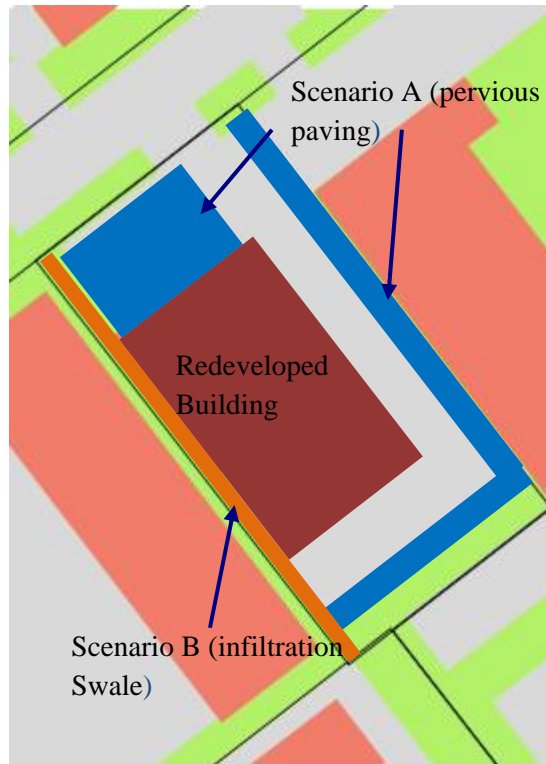 Scenario A (pervious
paving)
Redeveloped
Building
Scenario B (infiltration
Swale)